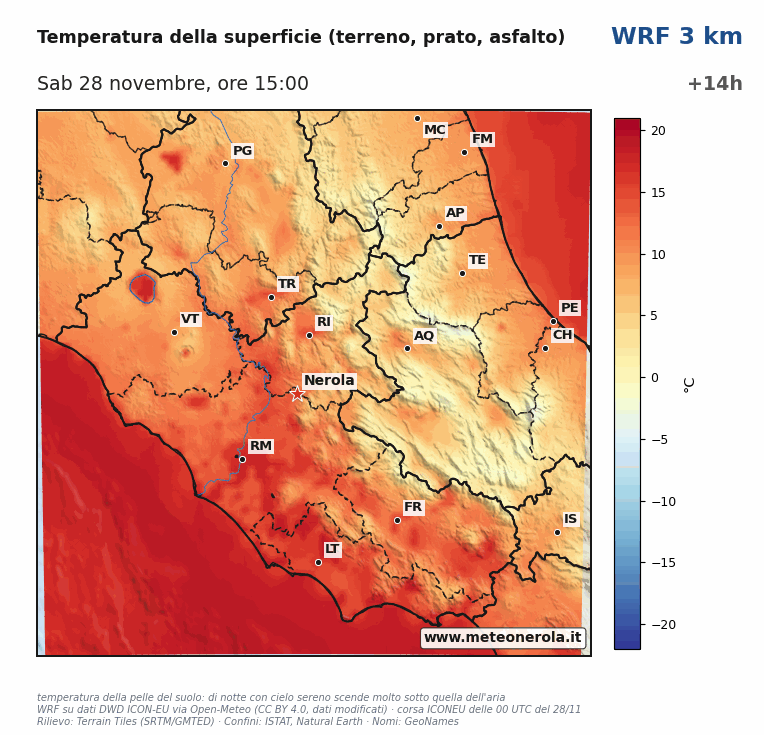 Temperatura della superficie (terreno, prato, asfalto)
WRF 3 km
Sab 28 novembre, ore 15:00
+14h
MC
FM
PG
AP
TE
TR
PE
VT
RI
AQ
CH
Nerola
RM
FR
IS
LT
www.meteonerola.it
20
15
10
5
0
−5
−10
−15
−20
°C
temperatura della pelle del suolo: di notte con cielo sereno scende molto sotto quella dell'aria
WRF su dati DWD ICON-EU via Open-Meteo (CC BY 4.0, dati modificati) · corsa ICONEU delle 00 UTC del 28/11
Rilievo: Terrain Tiles (SRTM/GMTED) · Confini: ISTAT, Natural Earth · Nomi: GeoNames